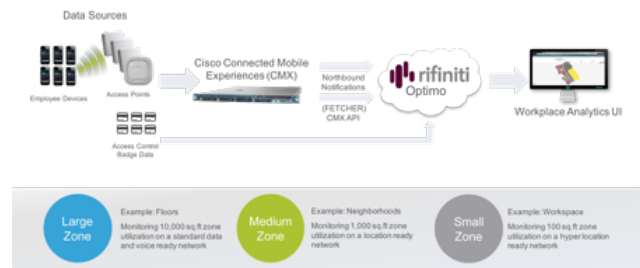 Data Sources
Employee Devices
Access Points
Access Control
Badge Data
Cisco Connected Mobile
Experiences (CMX)
Northbound
Notifications
(FETCHER)
CMX API
rifiniti
Optimo
Workplace Analytics UI
Large
Zone
Example: Floors
Monitoring 10,000 sq.ft zone
utilization on a standard data
and voice ready network
Medium
Zone
Example: Neighborhoods
Monitoring 1,000 sq.ft zone
utilization on a location ready
network
Small
Zone
Example: Workspace
Monitoring 100 sq.ft zone
utilization on a hyperlocation
ready network